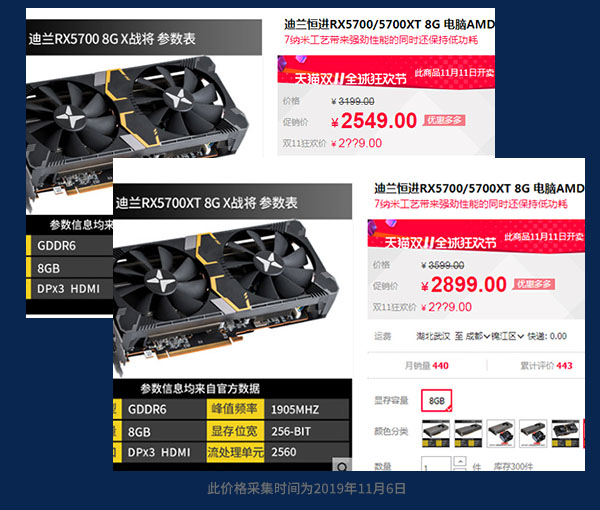 迪兰RX5700 8G X战将 参数表
迪兰恒进RX5700/5700XT 8G 电脑AMD
7纳米工艺带来强劲性能的同时还保持低功耗
天猫双11全球狂欢节 此商品11月11日开卖
价格 ¥3199.00
促销价 ¥2549.00 优惠多多
双11狂欢价 ¥2??9.00
参数信息均来
GDDR6
8GB
DPx3 HDMI
迪兰RX5700XT 8G X战将 参数表
迪兰恒进RX5700/5700XT 8G 电脑AMD
7纳米工艺带来强劲性能的同时还保持低功耗
天猫双11全球狂欢节 此商品11月11日开卖
价格 ¥3599.00
促销价 ¥2899.00 优惠多多
双11狂欢价 ¥2??9.00
运费 湖北武汉 至 成都 锦江区 快递: 0.00
月销量 440 累计评价 443
显存容量 8GB
颜色分类
数量 1 件 库存300件
参数信息均来自官方数据
GDDR6 峰值频率 1905MHZ
8GB 显存位宽 256-BIT
DPx3 HDMI 流处理单元 2560
此价格采集时间为2019年11月6日